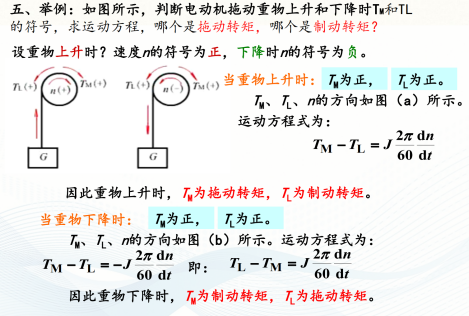 五、举例：如图所示，判断电动机拖动重物上升和下降时TM和TL
的符号，求运动方程，哪个是拖动转矩，哪个是制动转矩？
设重物上升时？速度n的符号为正，下降时n的符号为负。
TL(+) n(+) TM(+) TL(+) n(−) TM(+)
G G
当重物上升时： TM为正， TL为正。
TM、TL、n的方向如图（a）所示。
运动方程式为：
TM − TL = J 2π/60 dn/dt
因此重物上升时，TM为拖动转矩，TL为制动转矩。
当重物下降时： TM为正， TL为正。
TM、TL、n的方向如图（b）所示。运动方程式为：
TM − TL = −J 2π/60 dn/dt 即： TL − TM = J 2π/60 dn/dt
因此重物下降时，TM为制动转矩，TL为拖动转矩。